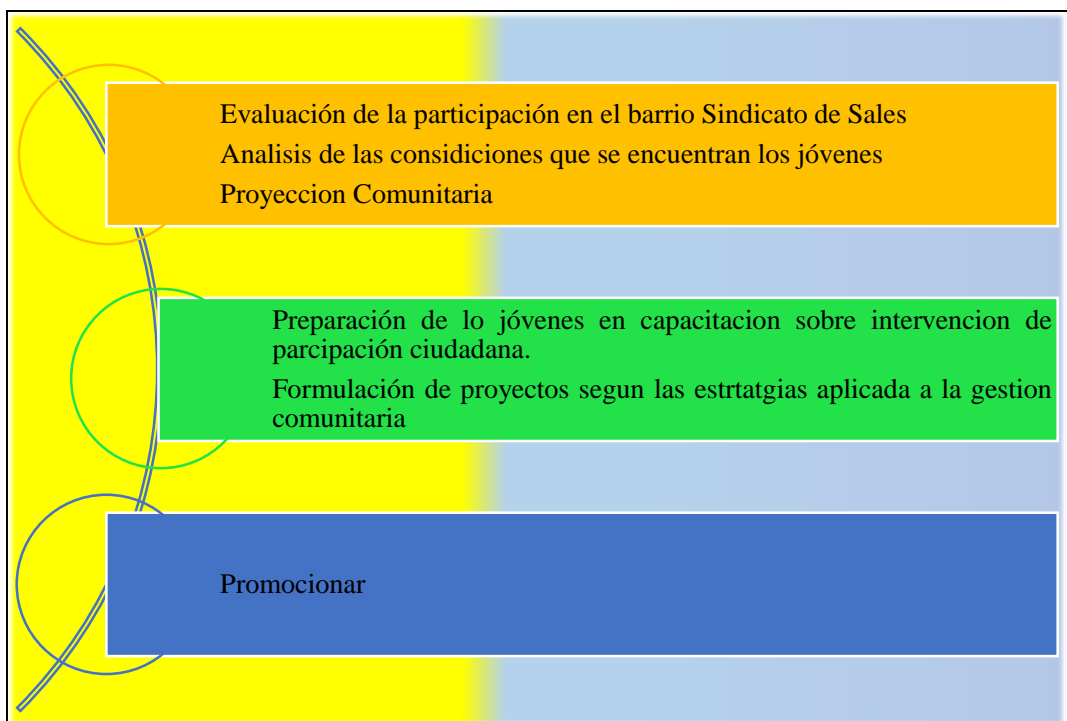 Evaluación de la participación en el barrio Sindicato de Sales
Analisis de las considiciones que se encuentran los jóvenes
Proyeccion Comunitaria
Preparación de lo jóvenes en capacitacion sobre intervencion de
parcipación ciudadana.
Formulación de proyectos segun las estrtatgias aplicada a la gestion
comunitaria
Promocionar